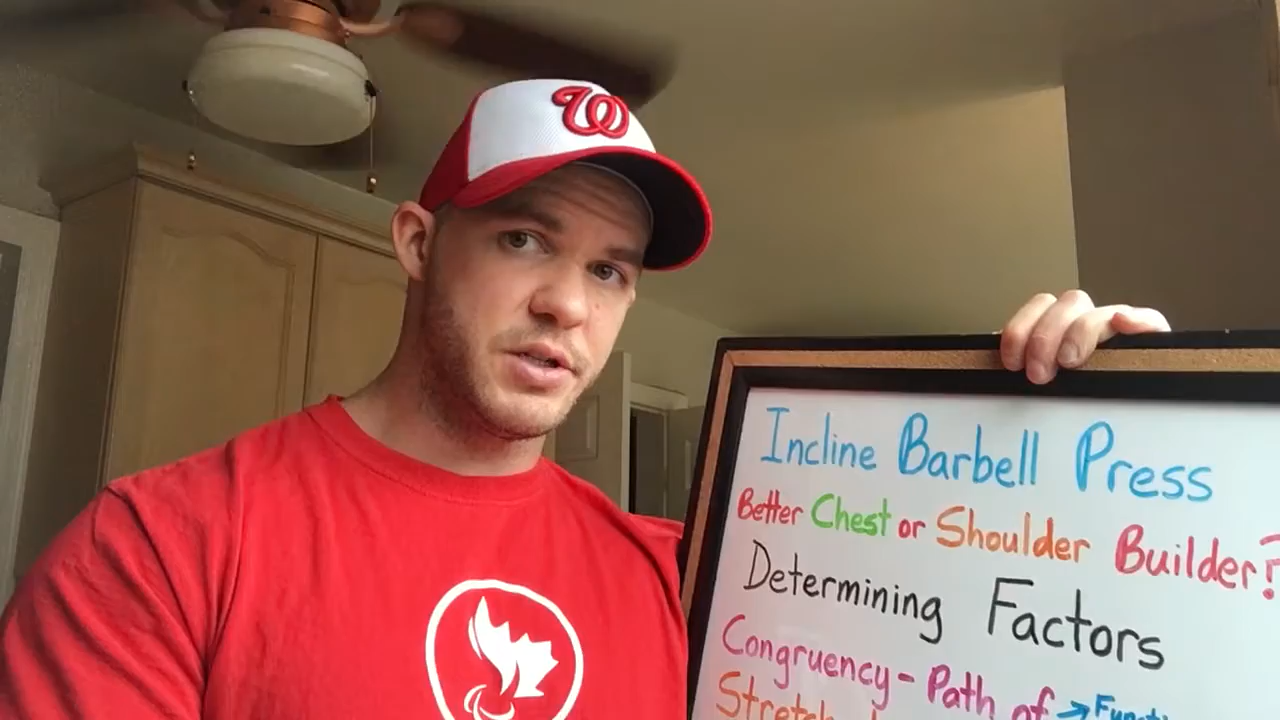 W
Incline Barbell Press
Better Chest or Shoulder Builder?
Determining Factors
Congruency - Path of →